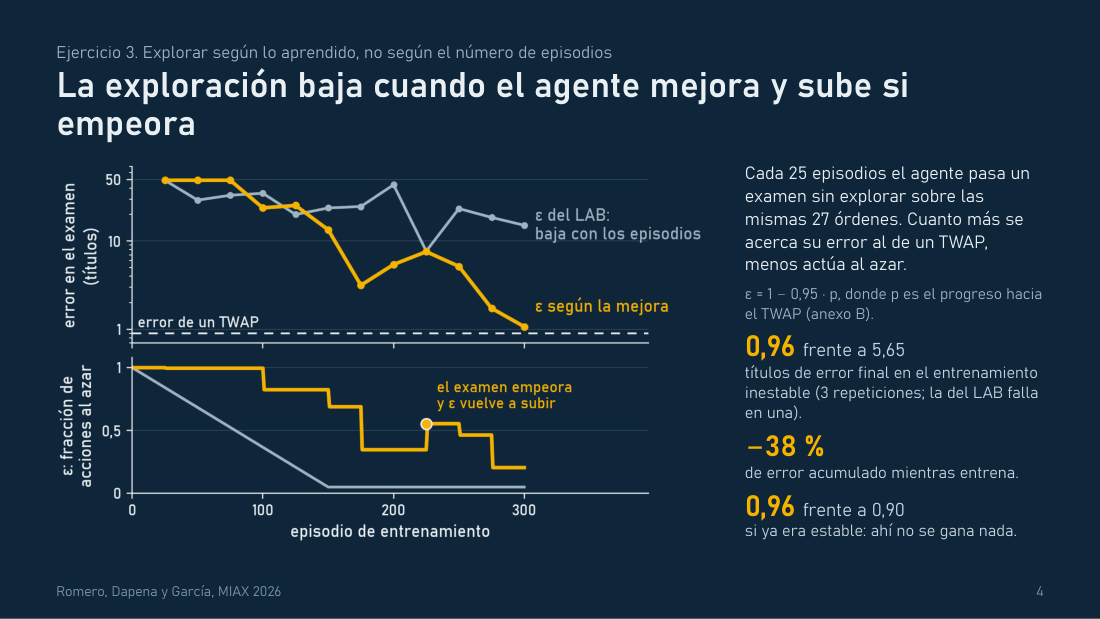 Ejercicio 3. Explorar según lo aprendido, no según el número de episodios
La exploración baja cuando el agente mejora y sube si
empeora
error en el examen
(títulos)
50
10
1
ε del LAB:
baja con los episodios
ε según la mejora
error de un TWAP
ε: fracción de
acciones al azar
1
0,5
0
el examen empeora
y ε vuelve a subir
0
100
200
300
episodio de entrenamiento
Cada 25 episodios el agente pasa un
examen sin explorar sobre las
mismas 27 órdenes. Cuanto más se
acerca su error al de un TWAP,
menos actúa al azar.
ε = 1 − 0,95 · p, donde p es el progreso hacia
el TWAP (anexo B).
0,96 frente a 5,65
títulos de error final en el entrenamiento
inestable (3 repeticiones; la del LAB falla
en una).
−38 %
de error acumulado mientras entrena.
0,96 frente a 0,90
si ya era estable: ahí no se gana nada.
Romero, Dapena y García, MIAX 2026
4